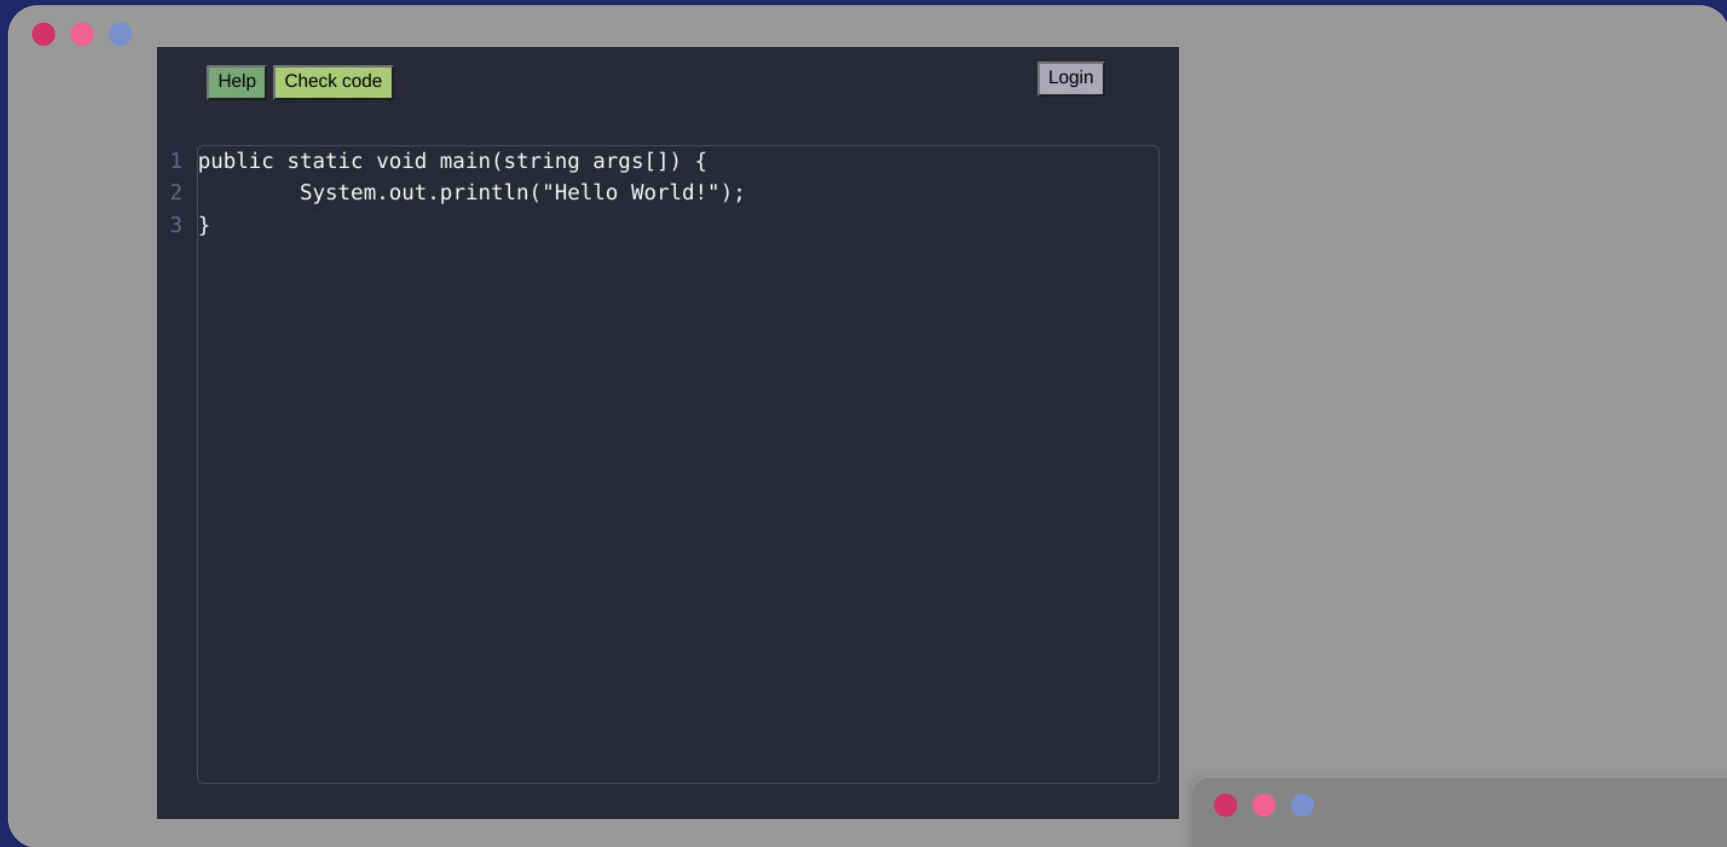 Help Check code Login
1 public static void main(string args[]) {
2         System.out.println("Hello World!");
3 }